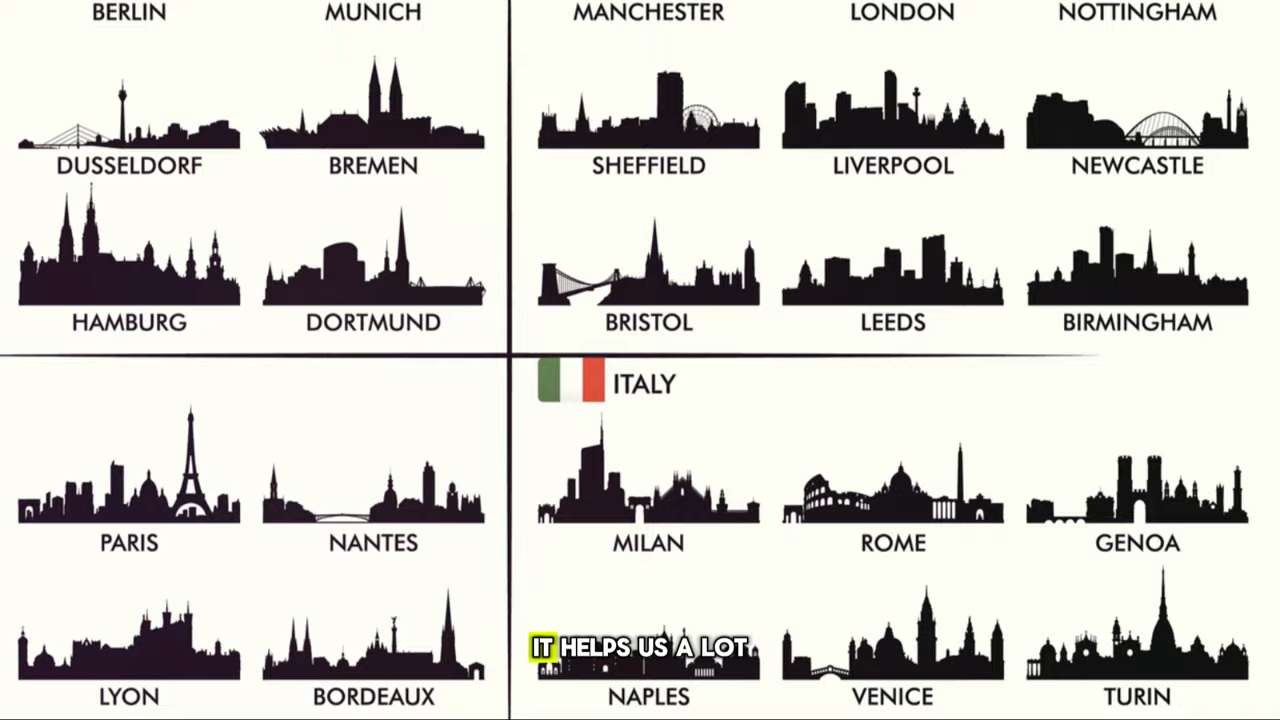 BERLIN MUNICH MANCHESTER LONDON NOTTINGHAM
DUSSELDORF BREMEN SHEFFIELD LIVERPOOL NEWCASTLE
HAMBURG DORTMUND BRISTOL LEEDS BIRMINGHAM
ITALY
PARIS NANTES MILAN ROME GENOA
IT HELPS US A LOT
LYON BORDEAUX NAPLES VENICE TURIN